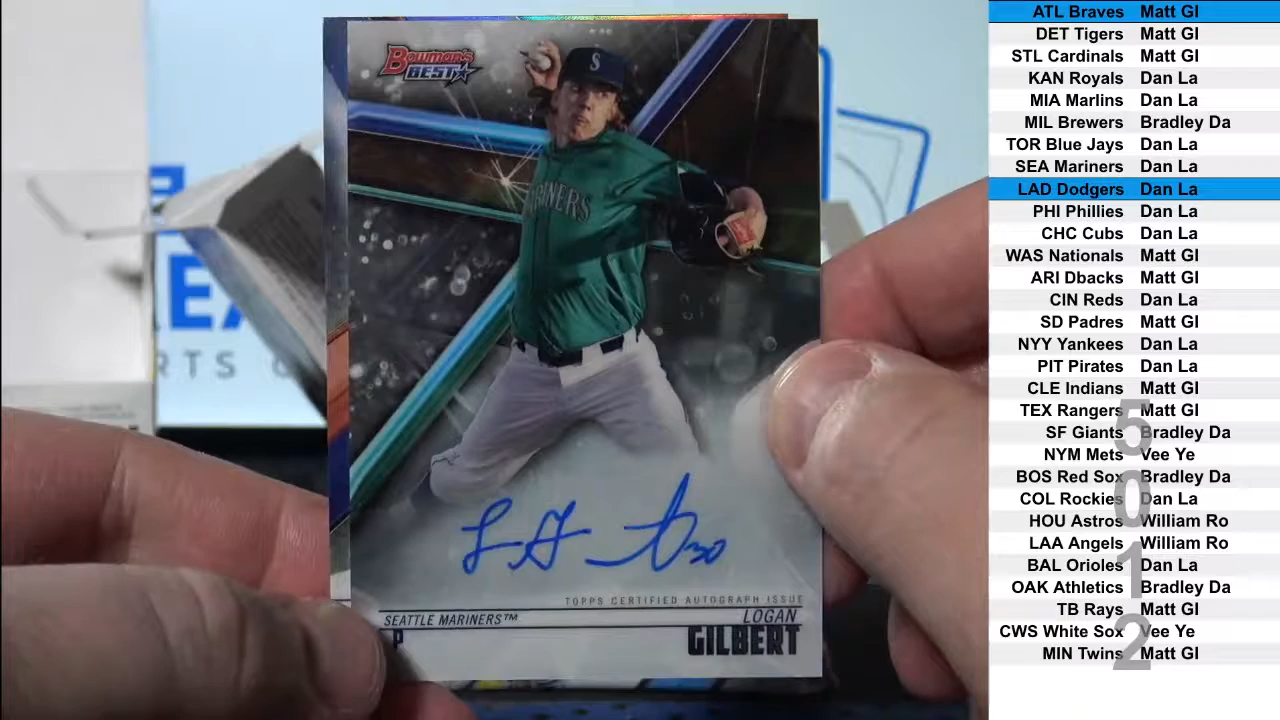 Bowman's
BEST
S
MARINERS
30
TOPPS CERTIFIED AUTOGRAPH ISSUE
SEATTLE MARINERS™
LOGAN
P
GILBERT
RTS
ATL Braves Matt Gl
DET Tigers Matt Gl
STL Cardinals Matt Gl
KAN Royals Dan La
MIA Marlins Dan La
MIL Brewers Bradley Da
TOR Blue Jays Dan La
SEA Mariners Dan La
LAD Dodgers Dan La
PHI Phillies Dan La
CHC Cubs Dan La
WAS Nationals Matt Gl
ARI Dbacks Matt Gl
CIN Reds Dan La
SD Padres Matt Gl
NYY Yankees Dan La
PIT Pirates Dan La
CLE Indians Matt Gl
TEX Rangers Matt Gl
SF Giants Bradley Da
NYM Mets Vee Ye
BOS Red Sox Bradley Da
COL Rockies Dan La
HOU Astros William Ro
LAA Angels William Ro
BAL Orioles Dan La
OAK Athletics Bradley Da
TB Rays Matt Gl
CWS White Sox Vee Ye
MIN Twins Matt Gl
5
0
1
2